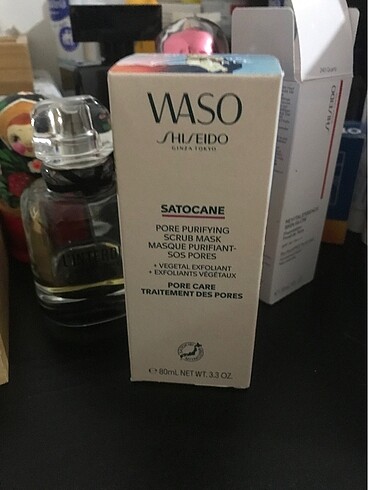 WASO
SHISEIDO
GINZA TOKYO
SATOCANE
PORE PURIFYING
SCRUB MASK
MASQUE PURIFIANT-
SOS PORES
+ VEGETAL EXFOLIANT
+ EXFOLIANTS VÉGÉTAUX
PORE CARE
TRAITEMENT DES PORES
℮ 80mL NET WT. 3.3 OZ.
SHISEIDO